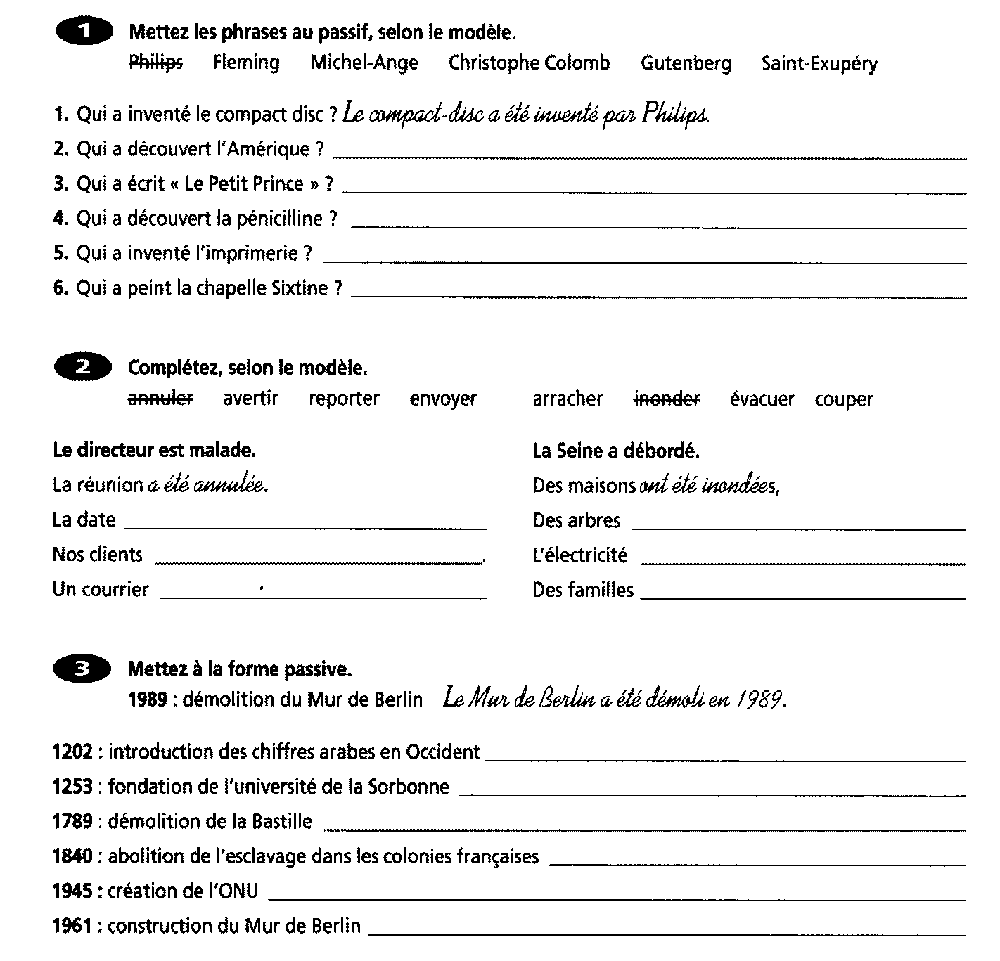 1 Mettez les phrases au passif, selon le modèle.
Philips Fleming Michel-Ange Christophe Colomb Gutenberg Saint-Exupéry
1. Qui a inventé le compact disc ? Le compact-disc a été inventé par Philips.
2. Qui a découvert l'Amérique ?
3. Qui a écrit « Le Petit Prince » ?
4. Qui a découvert la pénicilline ?
5. Qui a inventé l'imprimerie ?
6. Qui a peint la chapelle Sixtine ?
2 Complétez, selon le modèle.
annuler avertir reporter envoyer arracher inonder évacuer couper
Le directeur est malade.
La réunion a été annulée.
La date
Nos clients .
Un courrier
La Seine a débordé.
Des maisons ont été inondées,
Des arbres
L'électricité
Des familles
3 Mettez à la forme passive.
1989 : démolition du Mur de Berlin Le Mur de Berlin a été démoli en 1989.
1202 : introduction des chiffres arabes en Occident
1253 : fondation de l'université de la Sorbonne
1789 : démolition de la Bastille
1840 : abolition de l'esclavage dans les colonies françaises
1945 : création de l'ONU
1961 : construction du Mur de Berlin